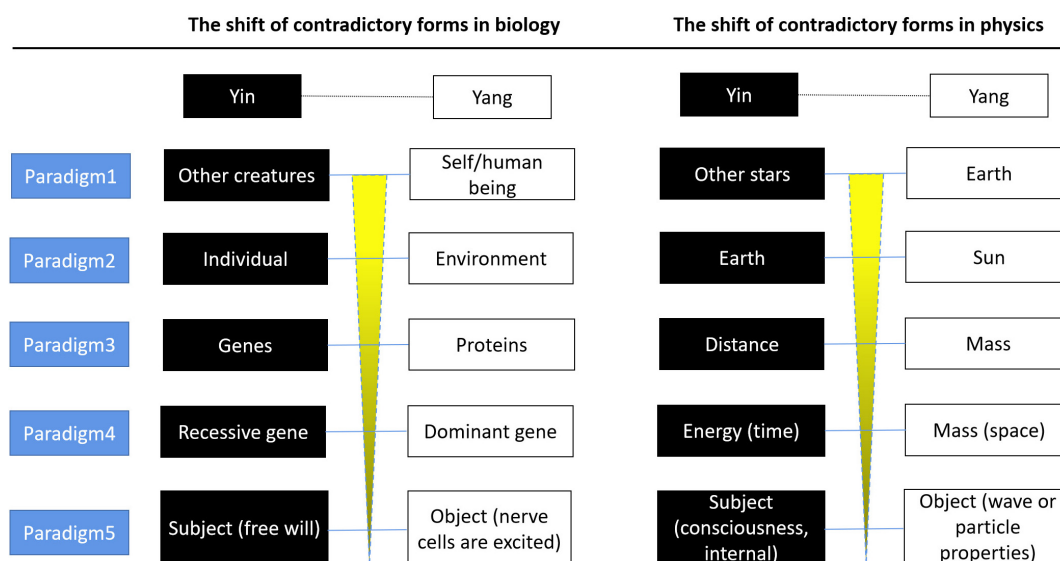 The shift of contradictory forms in biology
The shift of contradictory forms in physics
Yin
Yang
Yin
Yang
Paradigm1
Other creatures
Self/human
being
Other stars
Earth
Paradigm2
Individual
Environment
Earth
Sun
Paradigm3
Genes
Proteins
Distance
Mass
Paradigm4
Recessive gene
Dominant gene
Energy (time)
Mass (space)
Paradigm5
Subject (free will)
Object (nerve
cells are excited)
Subject
(consciousness,
internal)
Object (wave or
particle
properties)